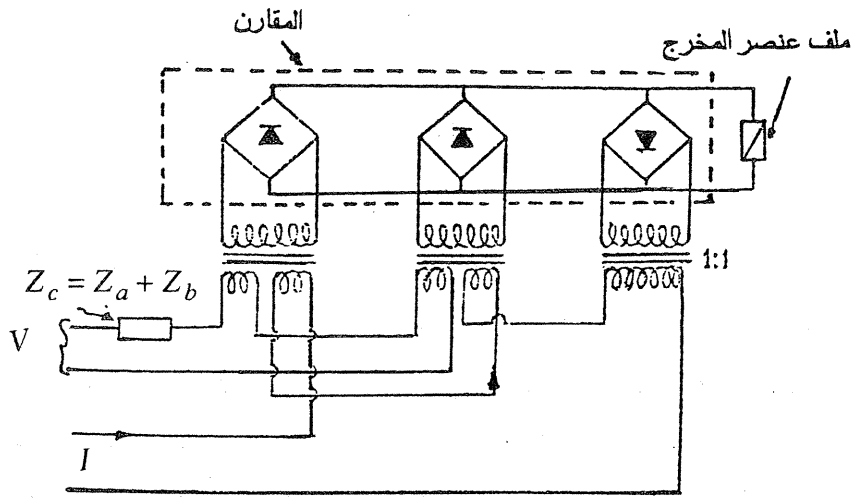 المقارن
ملف عنصر المخرج
1:1
Z_c = Z_a + Z_b
V
I